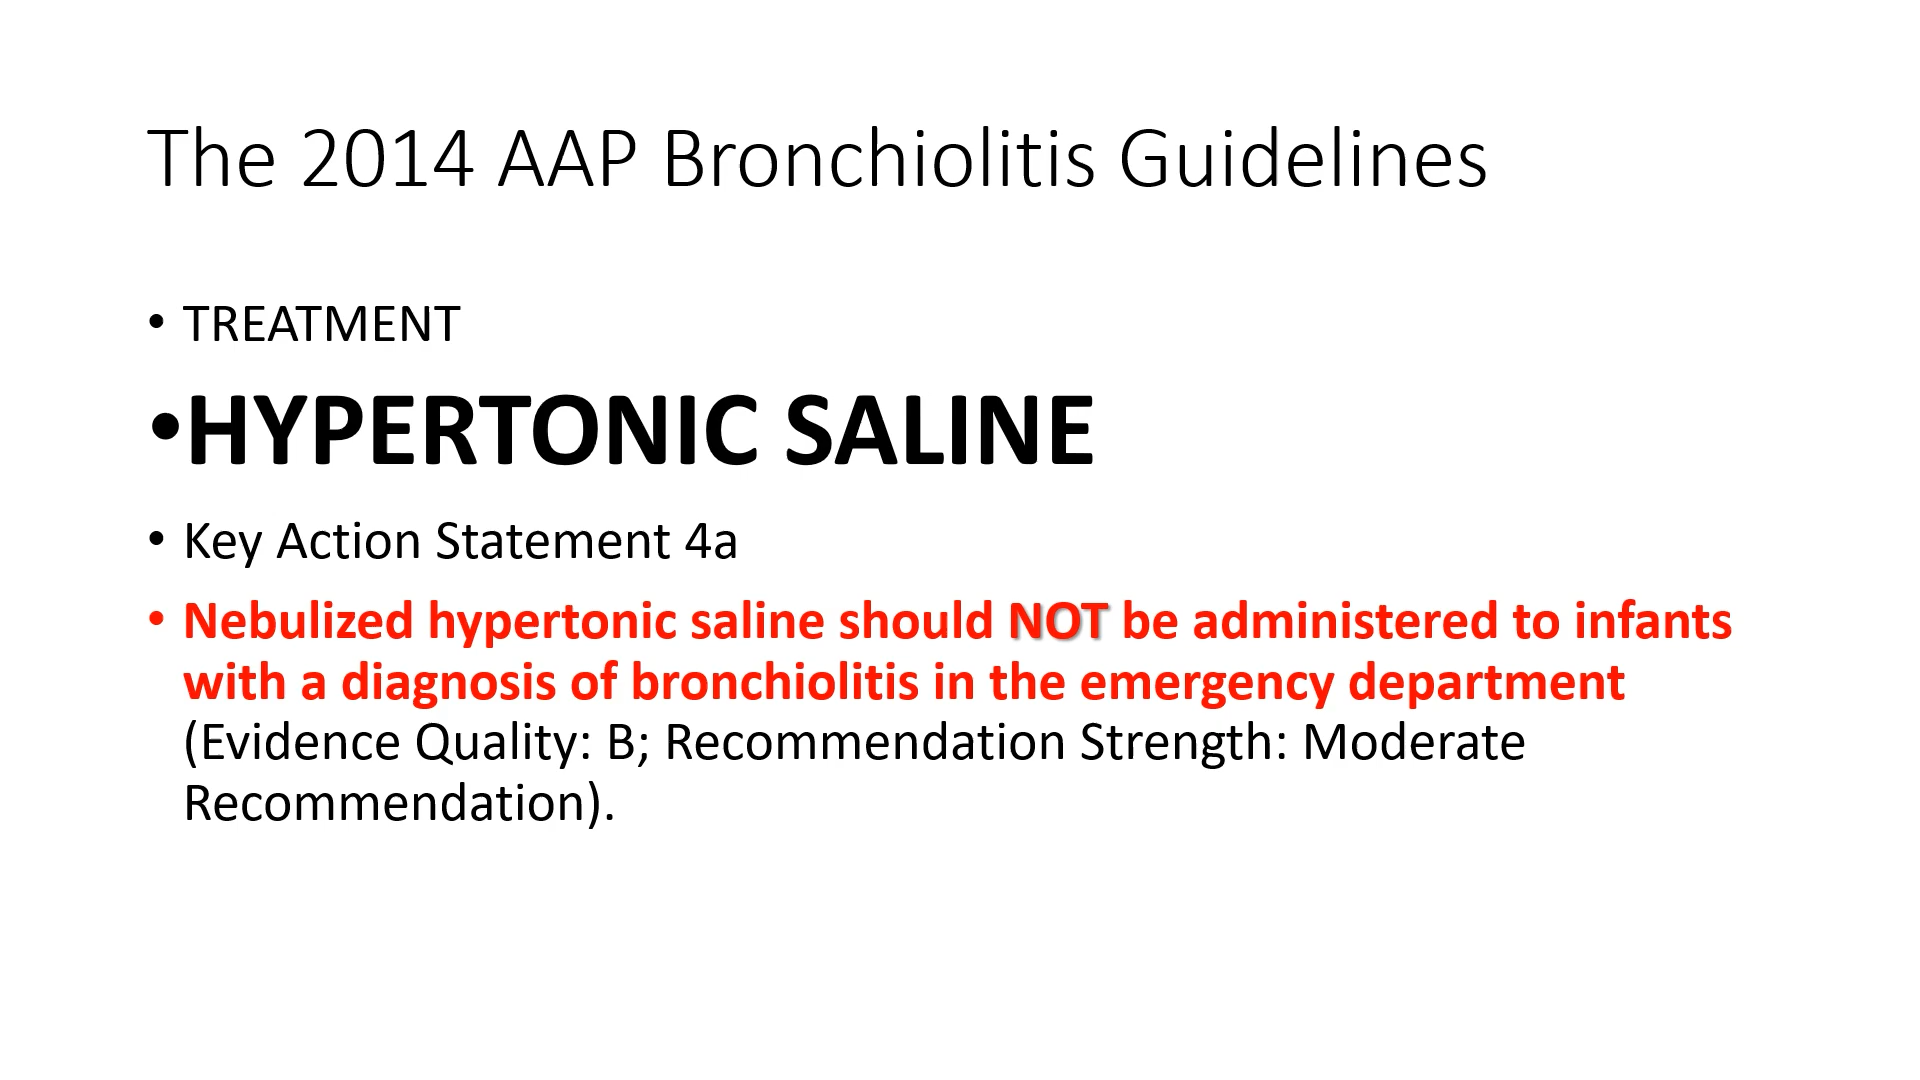 The 2014 AAP Bronchiolitis Guidelines
• TREATMENT
•HYPERTONIC SALINE
• Key Action Statement 4a
• Nebulized hypertonic saline should NOT be administered to infants
with a diagnosis of bronchiolitis in the emergency department
(Evidence Quality: B; Recommendation Strength: Moderate
Recommendation).